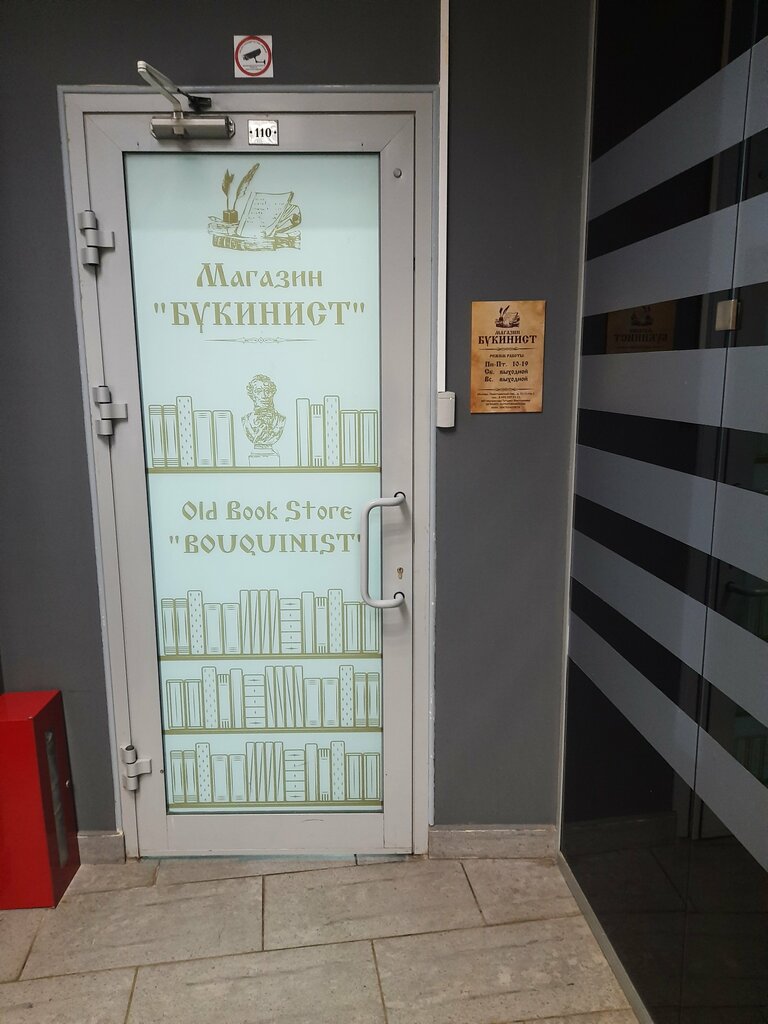 110
Магазин
"БУКИНИСТ"
Old Book Store
"BOUQUINIST"
МАГАЗИН
БУКИНИСТ
РЕЖИМ РАБОТЫ
Пн-Пт. 10-19
Сб. выходной
Вс. выходной